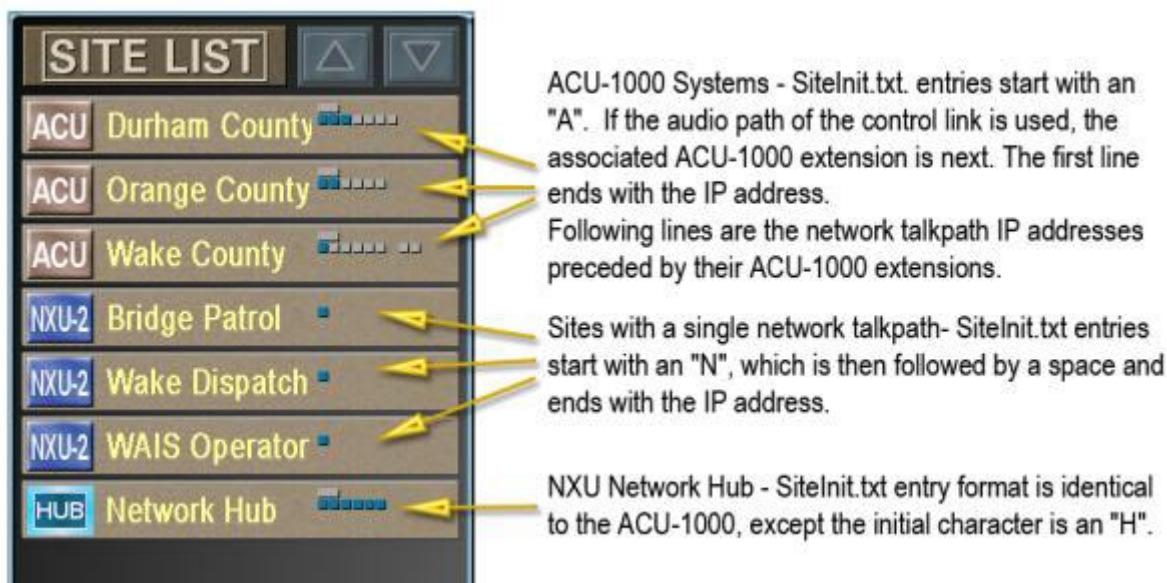 SITE LIST
ACU Durham County
ACU Orange County
ACU Wake County
NXU-2 Bridge Patrol
NXU-2 Wake Dispatch
NXU-2 WAIS Operator
HUB Network Hub
ACU-1000 Systems - SiteInit.txt. entries start with an
"A". If the audio path of the control link is used, the
associated ACU-1000 extension is next. The first line
ends with the IP address.
Following lines are the network talkpath IP addresses
preceded by their ACU-1000 extensions.
Sites with a single network talkpath- SiteInit.txt entries
start with an "N", which is then followed by a space and
ends with the IP address.
NXU Network Hub - SiteInit.txt entry format is identical
to the ACU-1000, except the initial character is an "H".